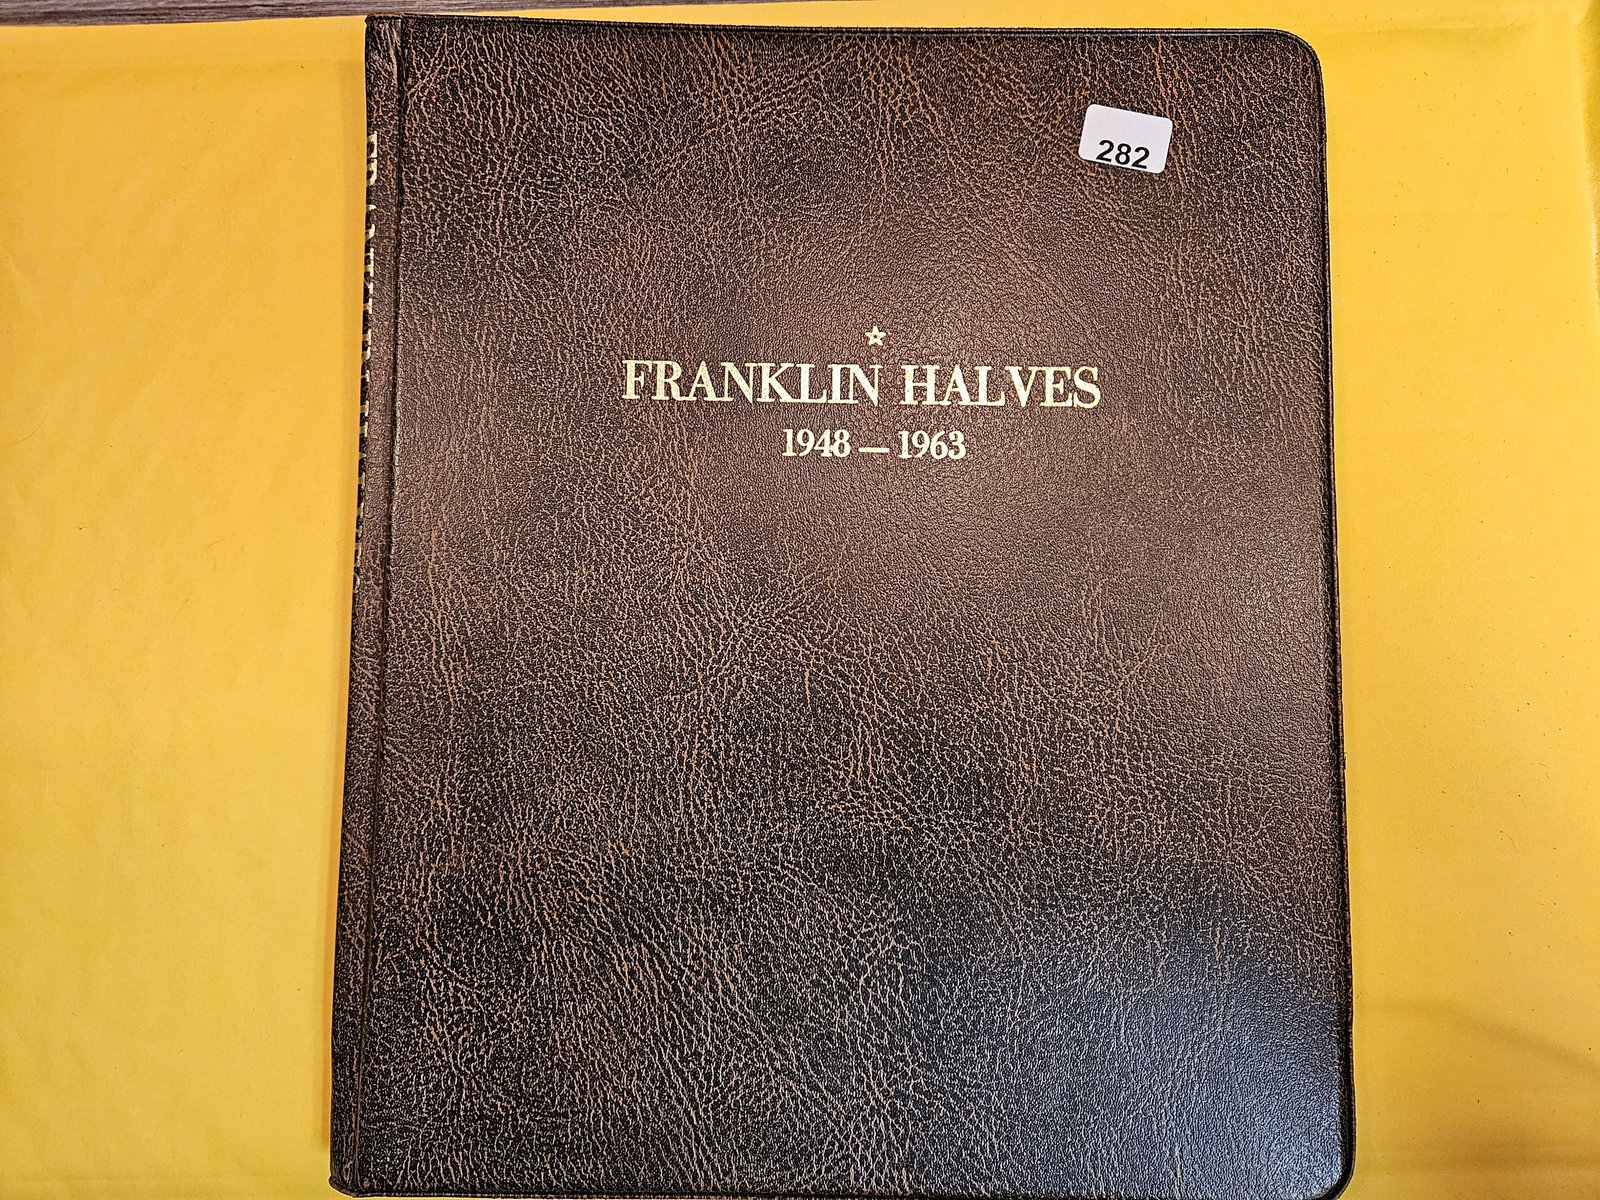 282
FRANKLIN HALVES
1948 — 1963